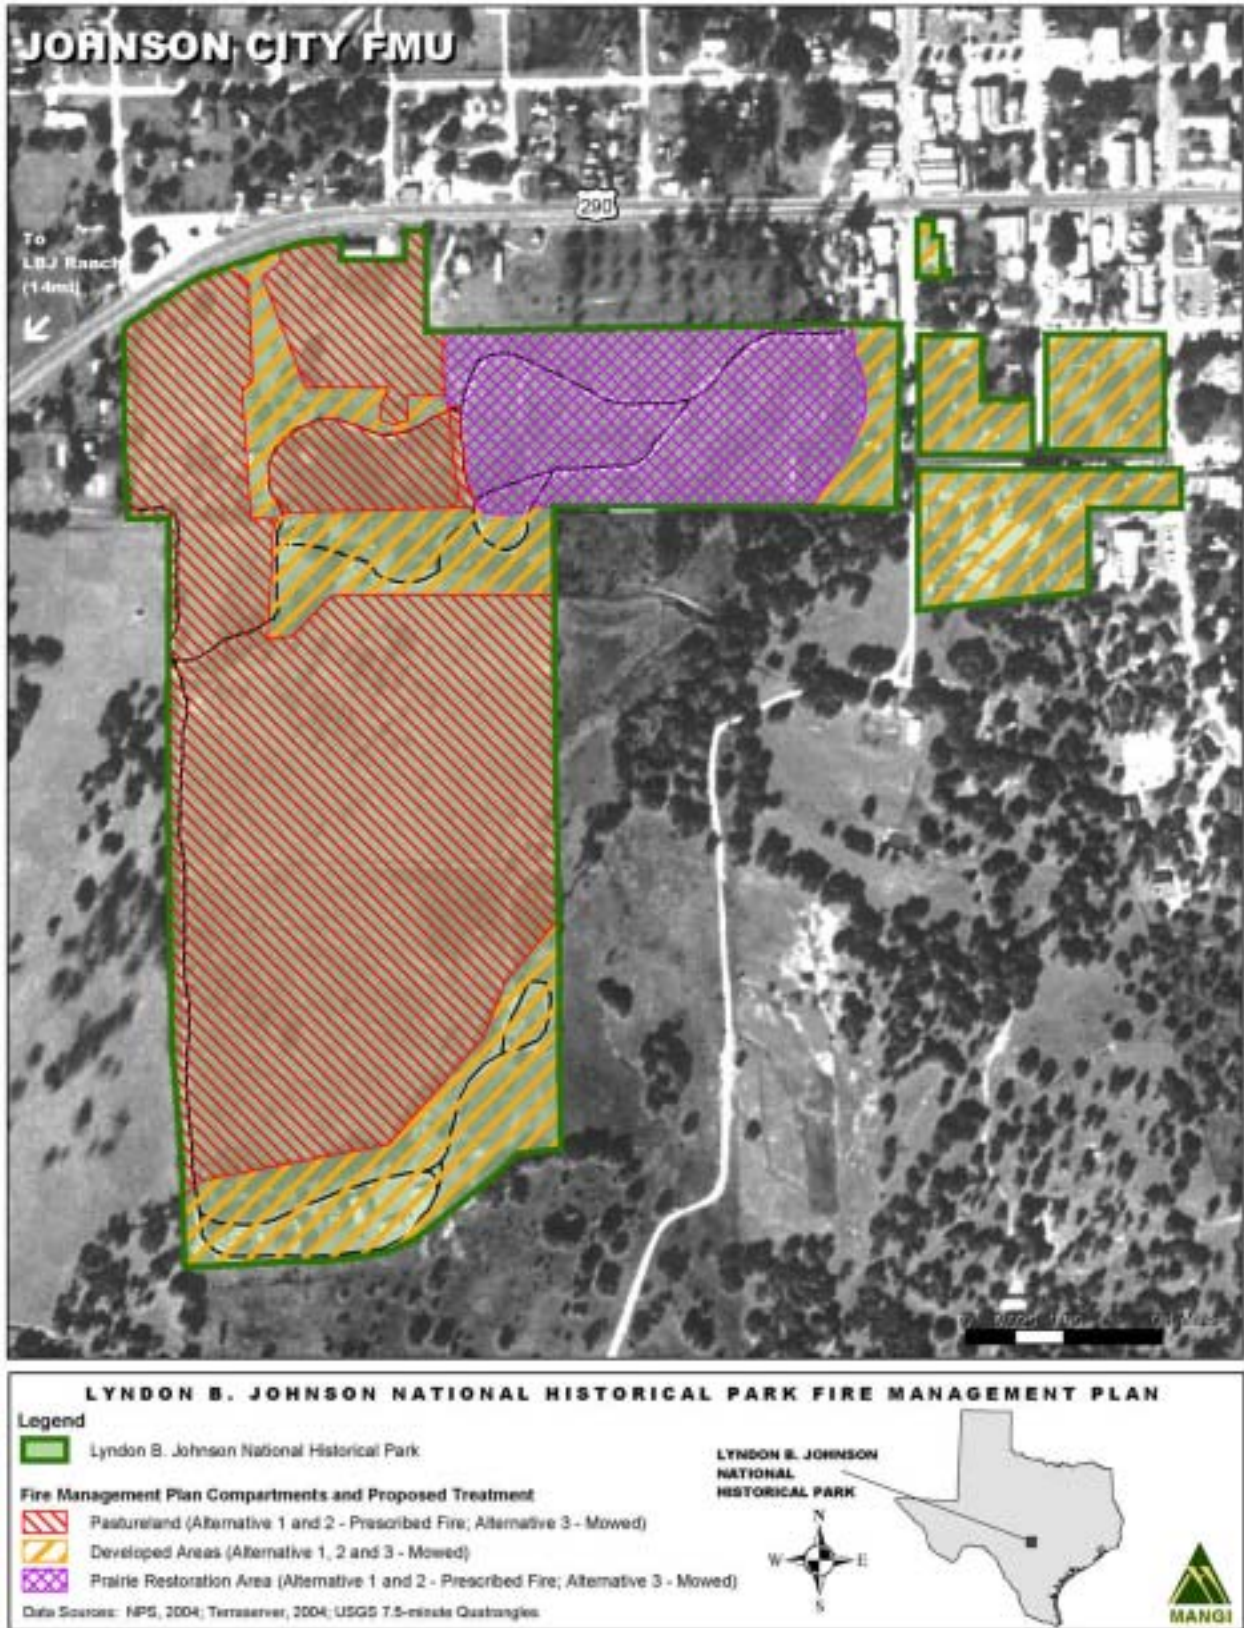 JOHNSON CITY FMU
290
To
LBJ Ranch
(14mi)
LYNDON B. JOHNSON NATIONAL HISTORICAL PARK FIRE MANAGEMENT PLAN
Legend
Lyndon B. Johnson National Historical Park
Fire Management Plan Compartments and Proposed Treatment
Pastureland (Alternative 1 and 2 - Prescribed Fire; Alternative 3 - Mowed)
Developed Areas (Alternative 1, 2 and 3 - Mowed)
Prairie Restoration Area (Alternative 1 and 2 - Prescribed Fire; Alternative 3 - Mowed)
Data Sources: NPS, 2004; Terraserver, 2004; USGS 7.5-minute Quadrangles
LYNDON B. JOHNSON
NATIONAL
HISTORICAL PARK
N
W E
S
MANGI